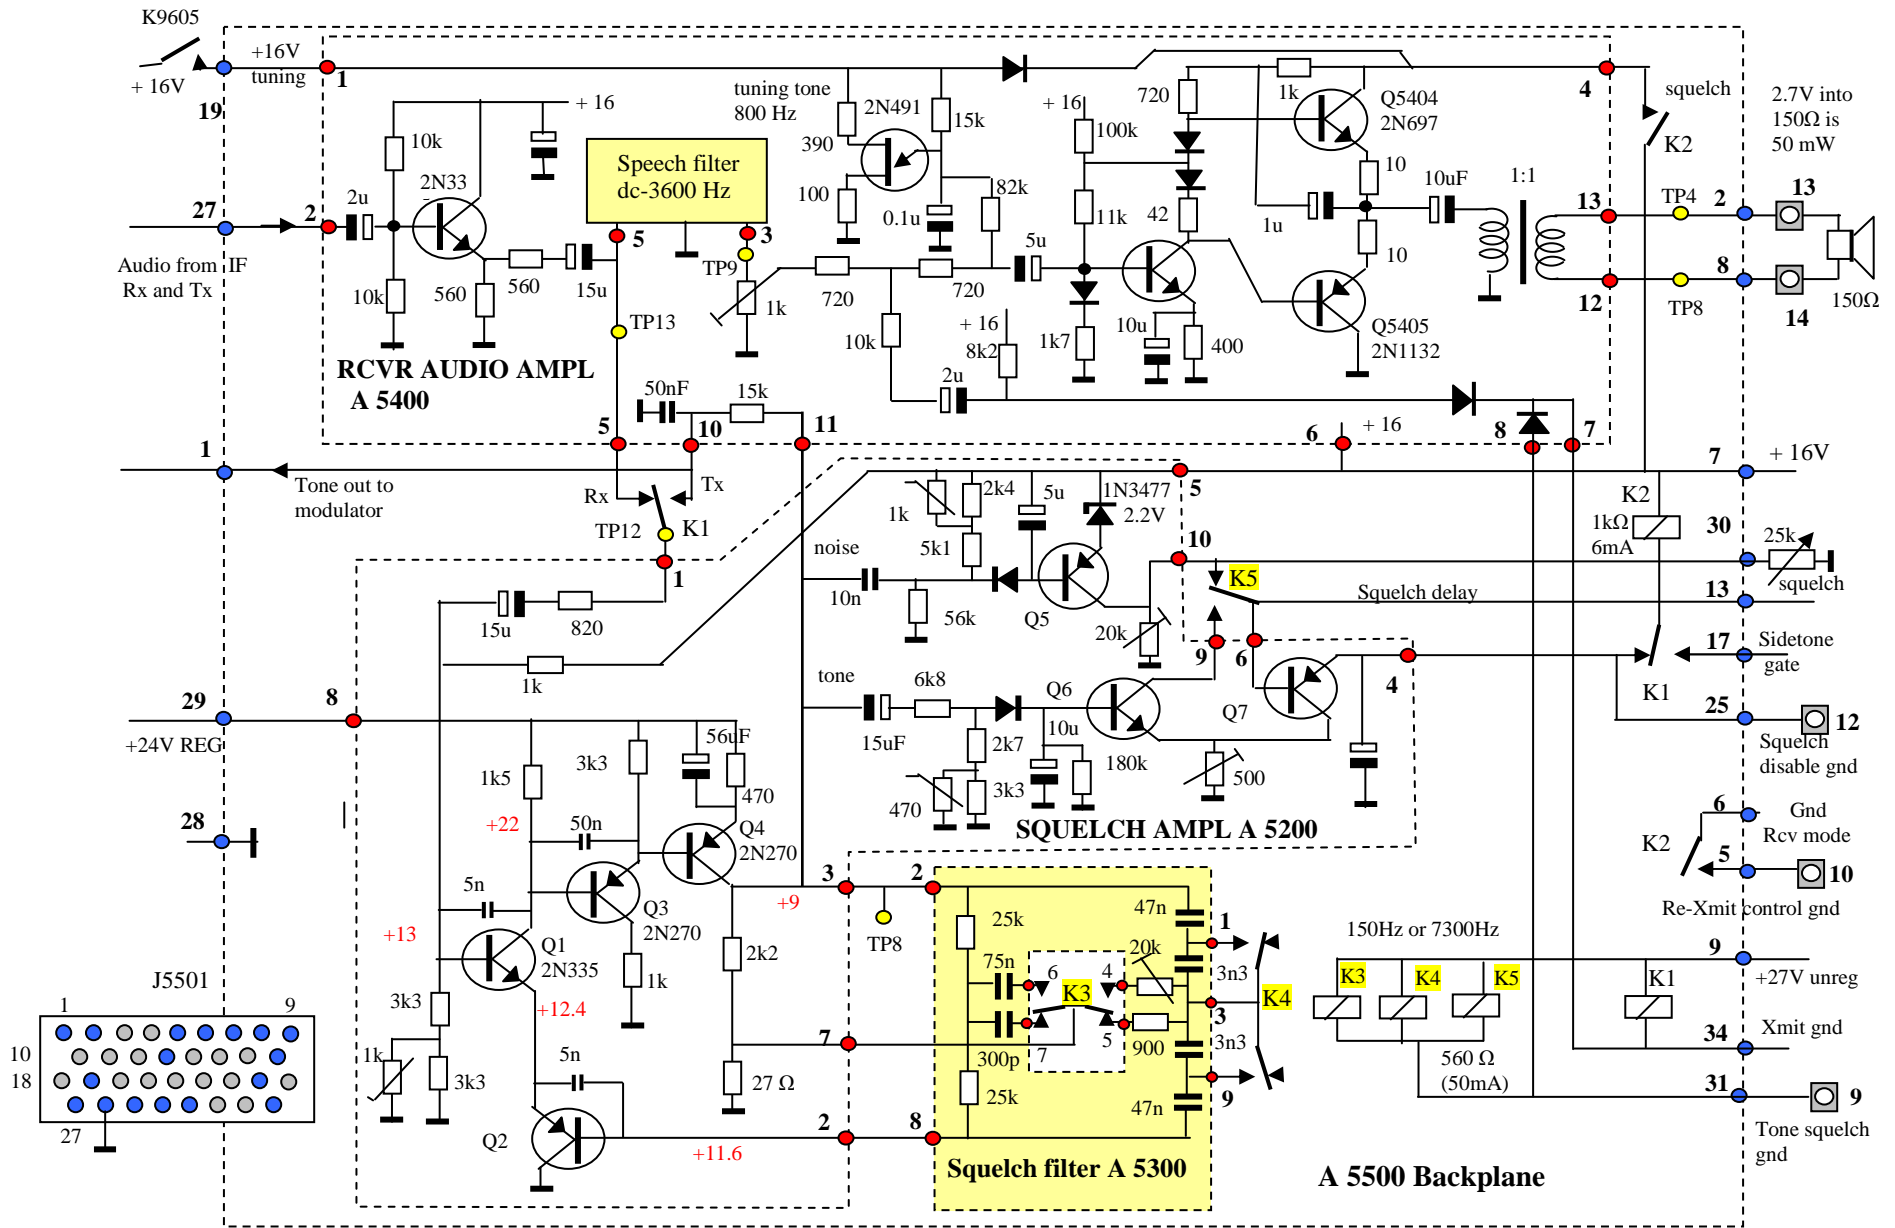 K9605
+16V
tuning
+ 16V
19
1
tuning tone
800 Hz
2N491
390
15k
100
0.1u
82k
+ 16
100k
11k
720
42
1k
Q5404
2N697
10
10
1u
10uF
1:1
4
squelch
K2
2.7V into
150Ω is
50 mW
+ 16
10k
2N33
2u
27
2
Audio from IF
Rx and Tx
10k
560
560
15u
Speech filter
dc-3600 Hz
5
3
TP9
1k
TP13
720
720
5u
10k
+ 16
8k2
2u
1k7
10u
400
Q5405
2N1132
13
12
TP4
TP8
2
8
13
14
150Ω
RCVR AUDIO AMPL
A 5400
50nF
15k
5
10
11
6
+ 16
8
7
1
Tone out to
modulator
Rx
Tx
TP12
K1
1
7
+ 16V
5
1k
2k4
5k1
5u
1N3477
2.2V
noise
10n
56k
Q5
20k
10
K5
Squelch delay
K2
1kΩ
6mA
30
25k
squelch
13
9
6
17
Sidetone
gate
K1
4
15u
820
1k
tone
6k8
15uF
2k7
470
3k3
Q6
10u
180k
Q7
500
25
12
Squelch
disable gnd
29
8
+24V REG
28
1k5
3k3
56uF
470
+22
50n
Q4
2N270
SQUELCH AMPL A 5200
6
Gnd
Rcv mode
K2
5
10
Re-Xmit control gnd
5n
Q3
2N270
+9
3
2
TP8
25k
47n
1
+13
Q1
2N335
2k2
1k
75n
6
4
20k
3n3
K3
K4
3
150Hz or 7300Hz
K3
K4
K5
K1
9
+27V unreg
J5501
1
9
10
18
27
3k3
+12.4
1k
3k3
5n
7
300p
7
5
900
3n3
560 Ω
(50mA)
34
Xmit gnd
27 Ω
25k
47n
9
31
9
Tone squelch
gnd
Q2
+11.6
2
8
Squelch filter A 5300
A 5500 Backplane